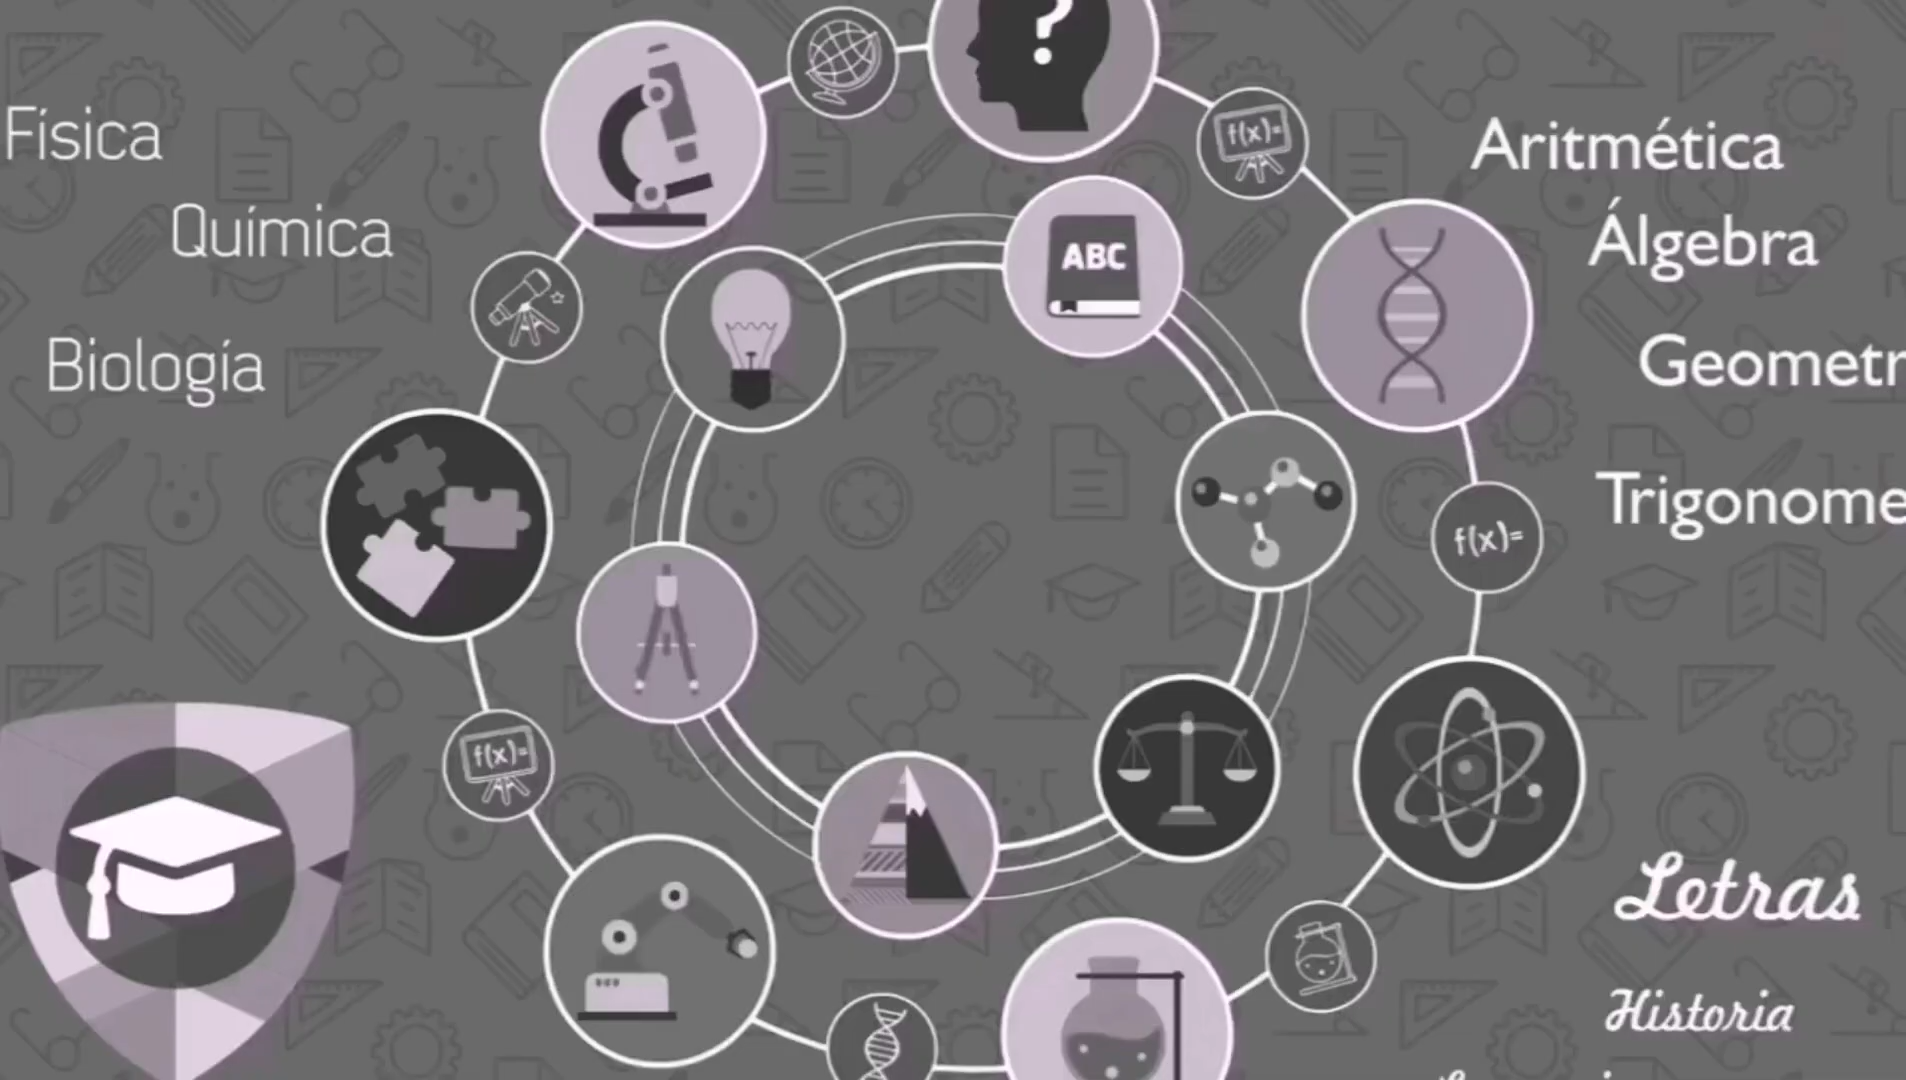 Física
Química
Biología
?
f(x)=
ABC
Aritmética
Álgebra
Geometr
Trigonome
f(x)=
f(x)=
Letras
Historia